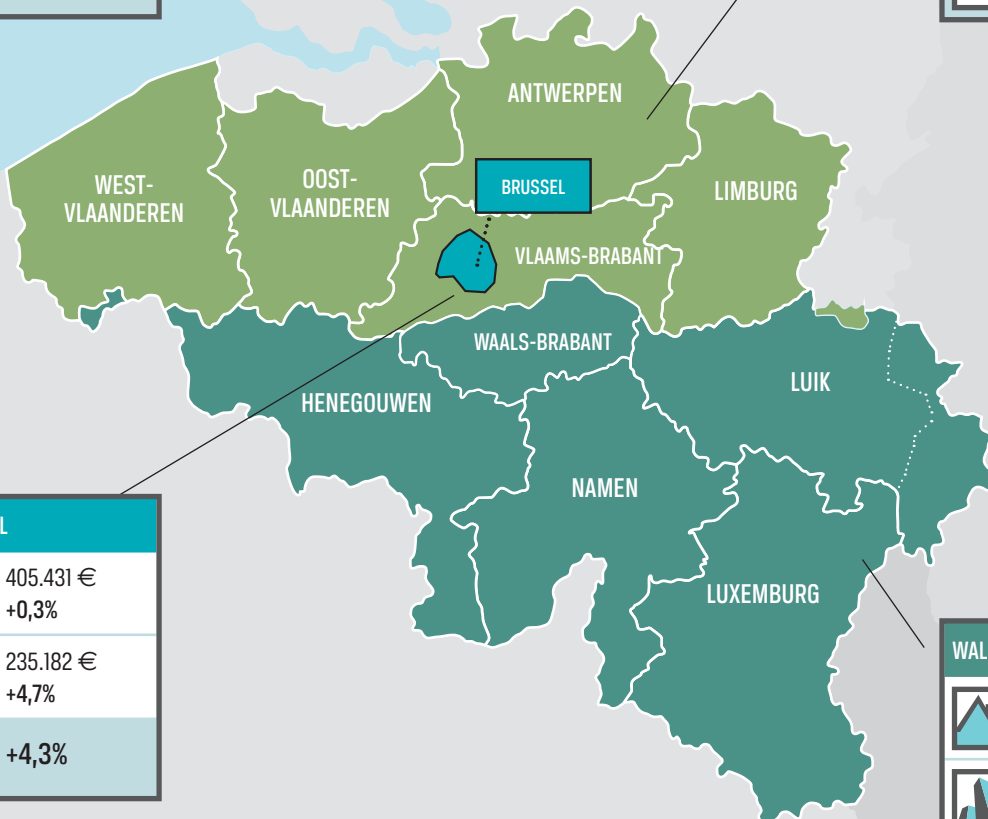 ANTWERPEN
WEST-
VLAANDEREN
OOST-
VLAANDEREN
BRUSSEL
LIMBURG
VLAAMS-BRABANT
WAALS-BRABANT
LUIK
HENEGOUWEN
NAMEN
LUXEMBURG
L
405.431 €
+0,3%
235.182 €
+4,7%
+4,3%
WAL